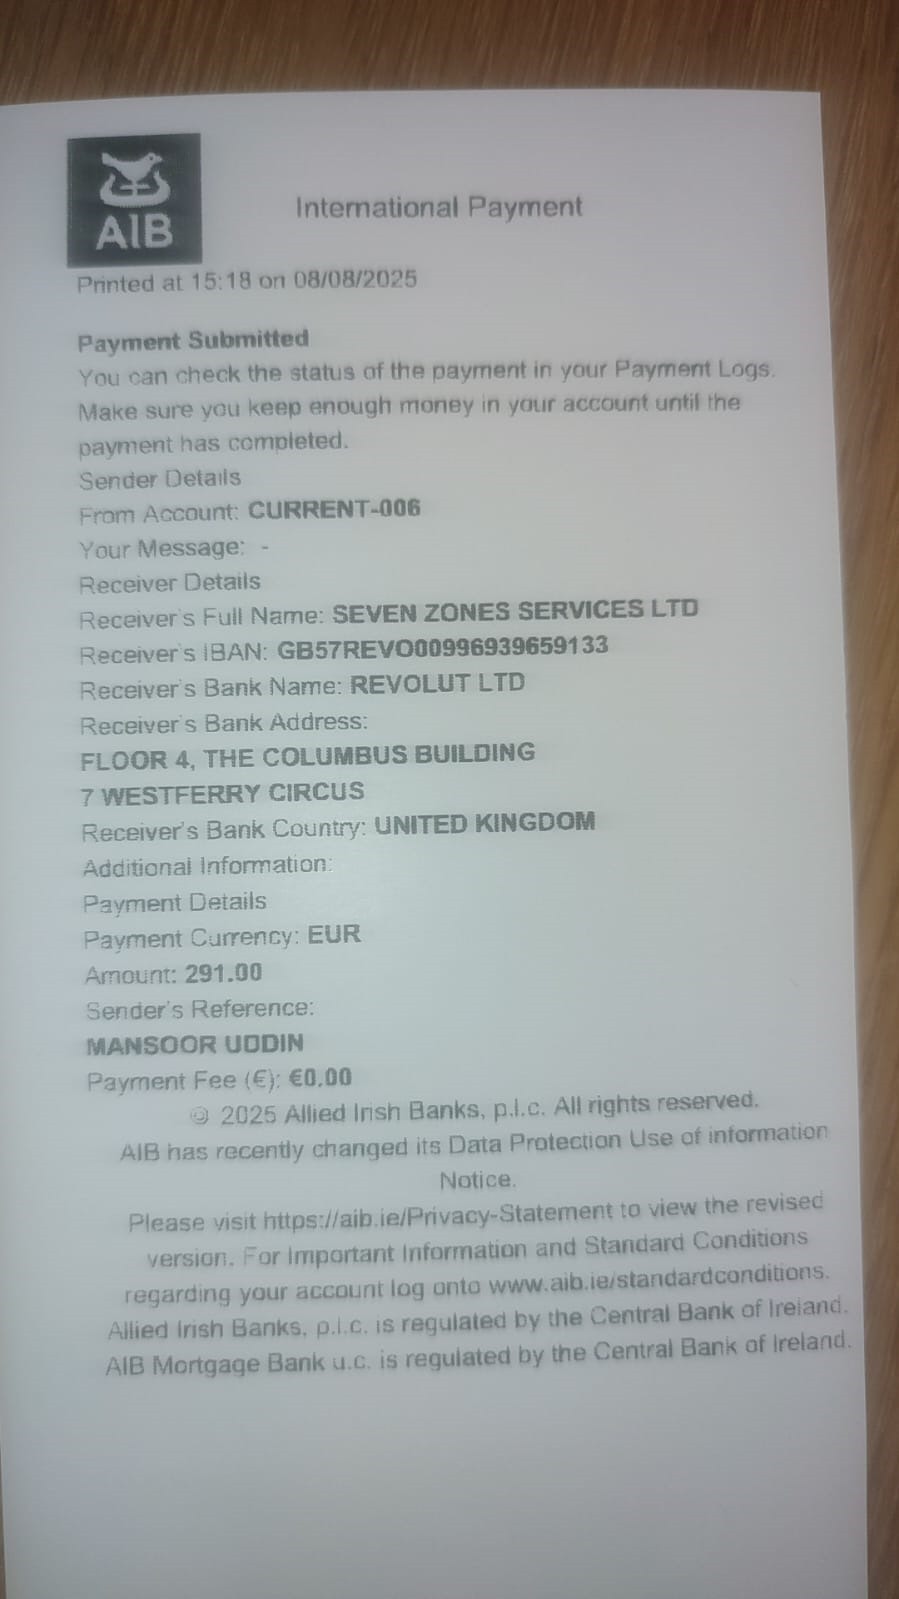 AIB
International Payment
Printed at 15:18 on 08/08/2025
Payment Submitted
You can check the status of the payment in your Payment Logs.
Make sure you keep enough money in your account until the
payment has completed.
Sender Details
From Account: CURRENT-006
Your Message: -
Receiver Details
Receiver's Full Name: SEVEN ZONES SERVICES LTD
Receiver's IBAN: GB57REVO00996939659133
Receiver's Bank Name: REVOLUT LTD
Receiver's Bank Address:
FLOOR 4, THE COLUMBUS BUILDING
7 WESTFERRY CIRCUS
Receiver's Bank Country: UNITED KINGDOM
Additional Information:
Payment Details
Payment Currency: EUR
Amount: 291.00
Sender's Reference:
MANSOOR UDDIN
Payment Fee (€): €0.00
© 2025 Allied Irish Banks, p.l.c. All rights reserved.
AIB has recently changed its Data Protection Use of information
Notice.
Please visit https://aib.ie/Privacy-Statement to view the revised
version. For Important Information and Standard Conditions
regarding your account log onto www.aib.ie/standardconditions.
Allied Irish Banks, p.l.c. is regulated by the Central Bank of Ireland.
AIB Mortgage Bank u.c. is regulated by the Central Bank of Ireland.